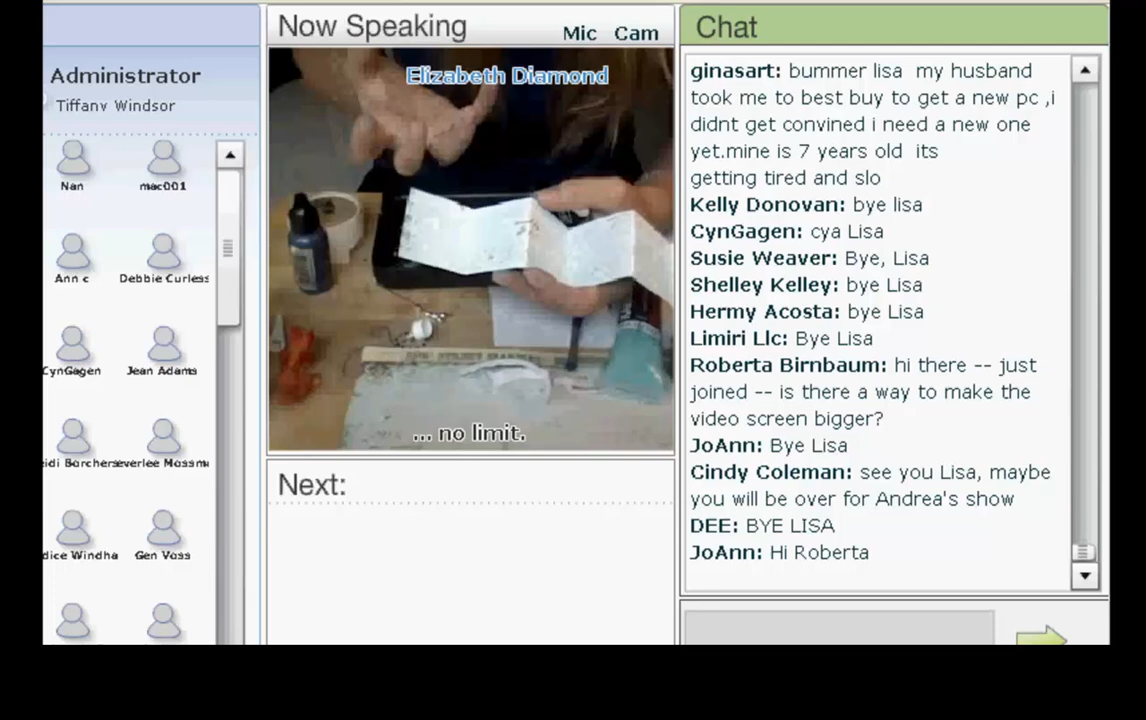 Administrator
Tiffany Windsor
Nan
mac001
Ann c
Debbie Curless
CynGagen
Jean Adams
Gen Voss
Now Speaking
Mic Cam
Elizabeth Diamond
... no limit.
Next:
Chat
ginasart: bummer lisa my husband
took me to best buy to get a new pc ,i
didnt get convined i need a new one
yet.mine is 7 years old its
getting tired and slo
Kelly Donovan: bye lisa
CynGagen: cya Lisa
Susie Weaver: Bye, Lisa
Shelley Kelley: bye Lisa
Hermy Acosta: bye Lisa
Limiri Llc: Bye Lisa
Roberta Birnbaum: hi there -- just
joined -- is there a way to make the
video screen bigger?
JoAnn: Bye Lisa
Cindy Coleman: see you Lisa, maybe
you will be over for Andrea's show
DEE: BYE LISA
JoAnn: Hi Roberta